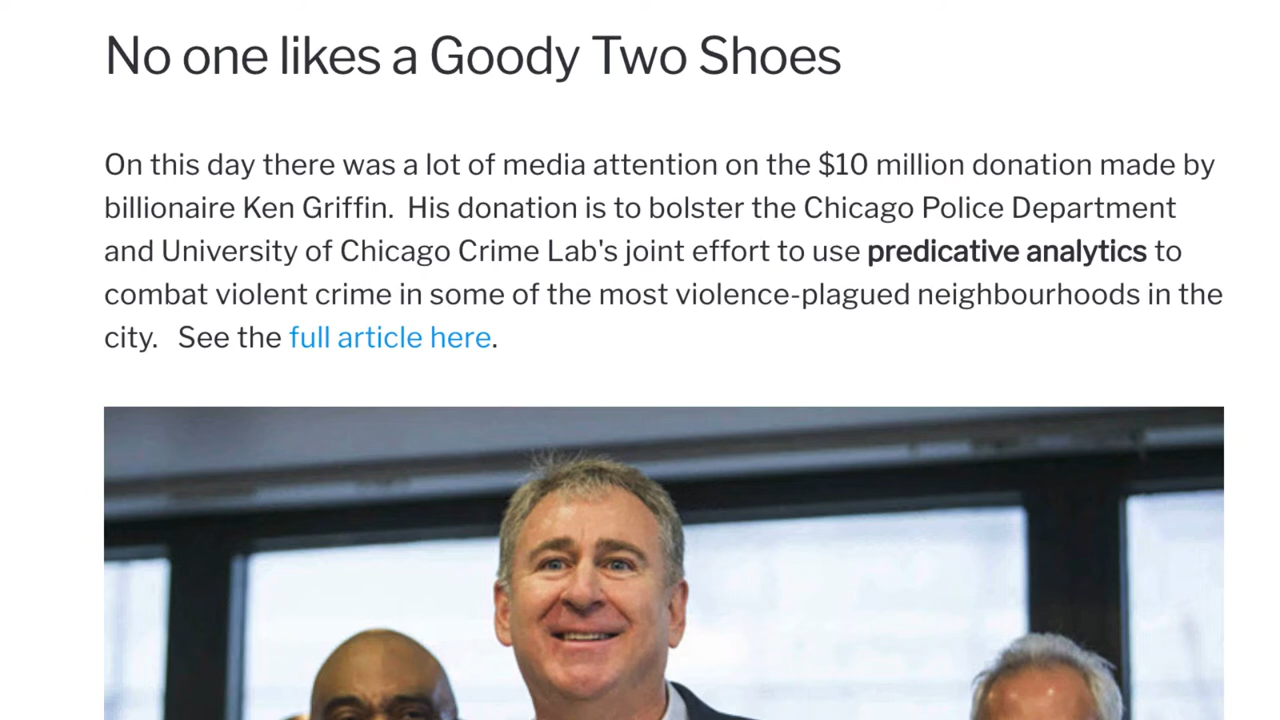 No one likes a Goody Two Shoes
On this day there was a lot of media attention on the $10 million donation made by
billionaire Ken Griffin.  His donation is to bolster the Chicago Police Department
and University of Chicago Crime Lab's joint effort to use predicative analytics to
combat violent crime in some of the most violence-plagued neighbourhoods in the
city.   See the full article here.